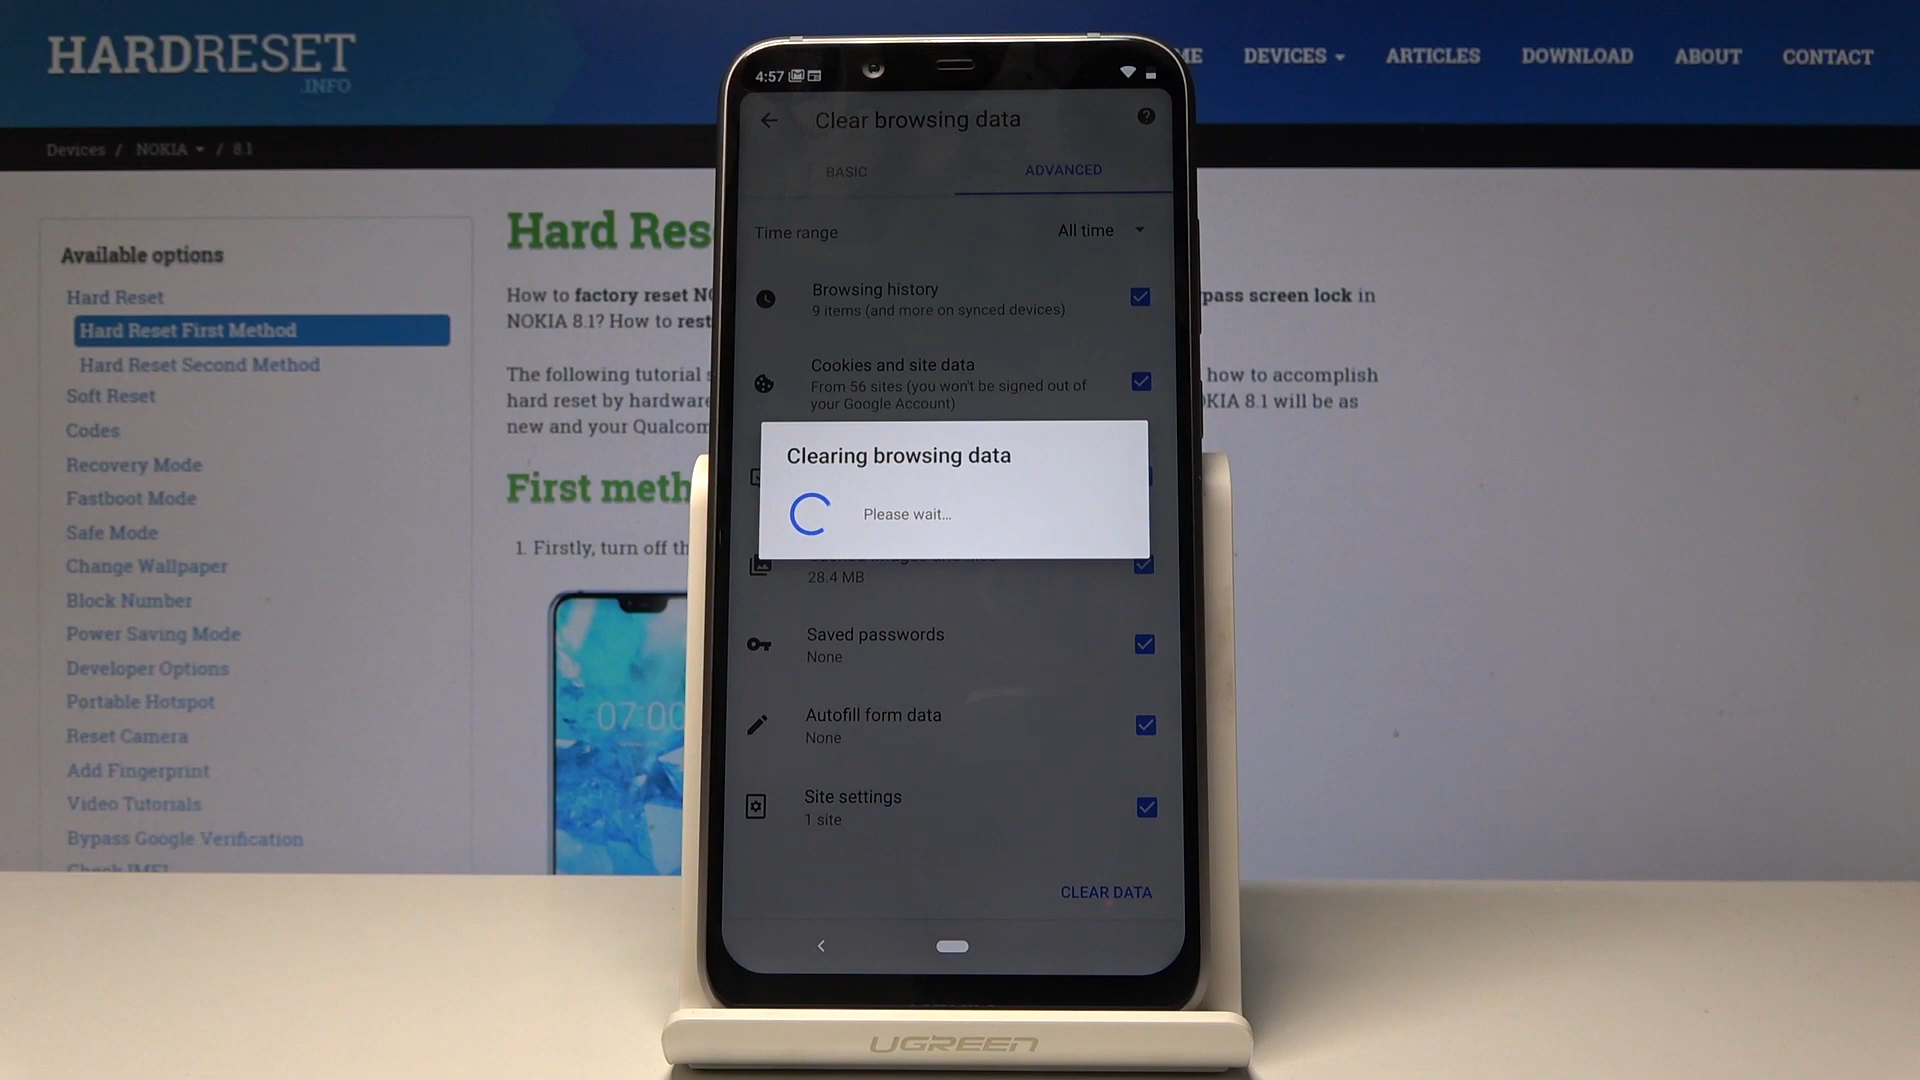 HARDRESET
.INFO
DEVICES
ARTICLES
DOWNLOAD
ABOUT
CONTACT
Devices / NOKIA / 8.1
Available options
Hard Reset
Hard Reset First Method
Hard Reset Second Method
Soft Reset
Codes
Recovery Mode
Fastboot Mode
Safe Mode
Change Wallpaper
Block Number
Power Saving Mode
Developer Options
Portable Hotspot
Reset Camera
Add Fingerprint
Video Tutorials
Bypass Google Verification
Hard Res
How to factory reset NO
NOKIA 8.1? How to rest
The following tutorial s
hard reset by hardware
new and your Qualcom
First meth
1. Firstly, turn off th
07:00
pass screen lock in
how to accomplish
KIA 8.1 will be as
4:57
Clear browsing data
BASIC
ADVANCED
Time range
All time
Browsing history
9 items (and more on synced devices)
Cookies and site data
From 56 sites (you won't be signed out of
your Google Account)
Clearing browsing data
Please wait...
28.4 MB
Saved passwords
None
Autofill form data
None
Site settings
1 site
CLEAR DATA
UGREEN